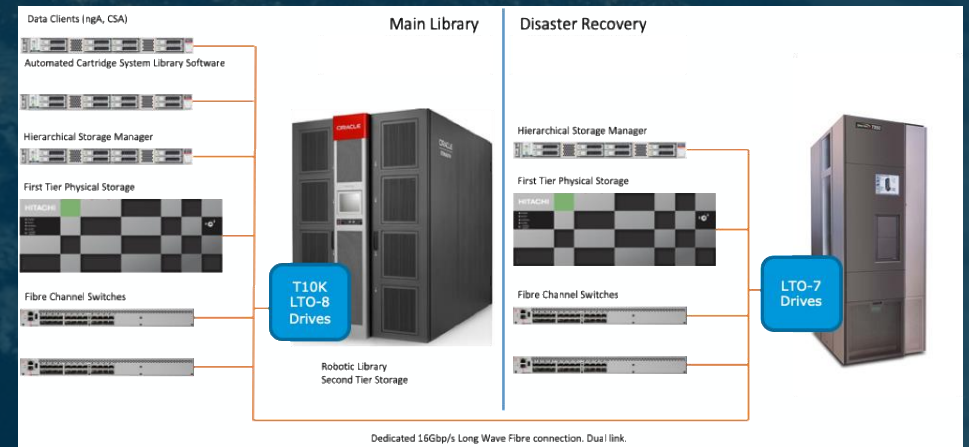 Data Clients (ngA, CSA)
Main Library
Disaster Recovery
Automated Cartridge System Library Software
Hierarchical Storage Manager
First Tier Physical Storage
HITACHI
Fibre Channel Switches
ORACLE
ORACLE
T10K
LTO-8
Drives
Robotic Library
Second Tier Storage
Hierarchical Storage Manager
First Tier Physical Storage
HITACHI
Fibre Channel Switches
LTO-7
Drives
Dedicated 16Gbp/s Long Wave Fibre connection. Dual link.